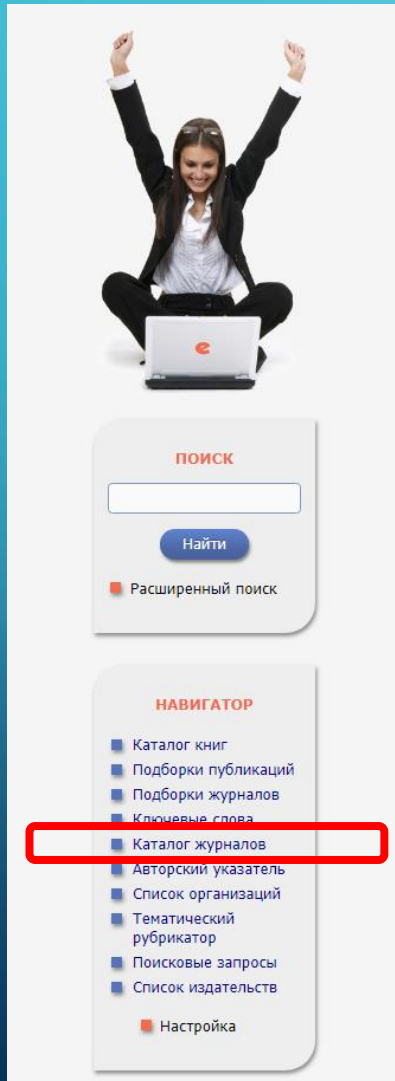 e
ПОИСК
Найти
Расширенный поиск
НАВИГАТОР
Каталог книг
Подборки публикаций
Подборки журналов
Ключевые слова
Каталог журналов
Авторский указатель
Список организаций
Тематический
рубрикатор
Поисковые запросы
Список издательств
Настройка